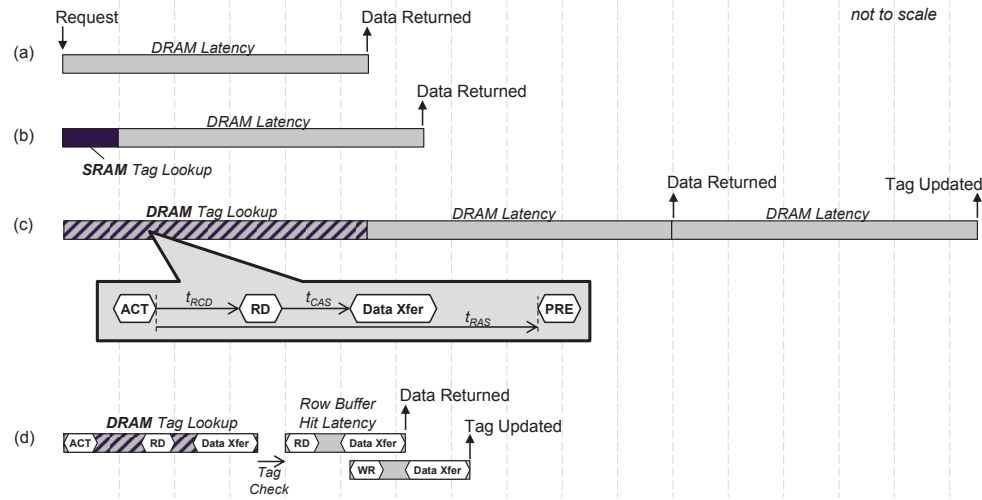 Request
Data Returned
not to scale
(a)
DRAM Latency
Data Returned
(b)
DRAM Latency
SRAM Tag Lookup
Data Returned
Tag Updated
(c)
DRAM Tag Lookup
DRAM Latency
DRAM Latency
ACT
tRCD
RD
tCAS
Data Xfer
tRAS
PRE
Data Returned
Row Buffer
Hit Latency
DRAM Tag Lookup
Tag Updated
(d)
ACT
RD
Data Xfer
RD
Data Xfer
Tag
Check
WR
Data Xfer